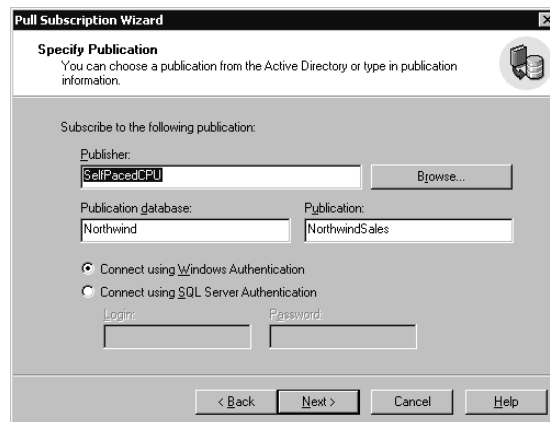 Pull Subscription Wizard
Specify Publication
You can choose a publication from the Active Directory or type in publication
information.
Subscribe to the following publication:
Publisher:
SelfPacedCPU
Browse...
Publication database:
Publication:
Northwind
NorthwindSales
Connect using Windows Authentication
Connect using SQL Server Authentication
Login:
Password:
< Back
Next >
Cancel
Help